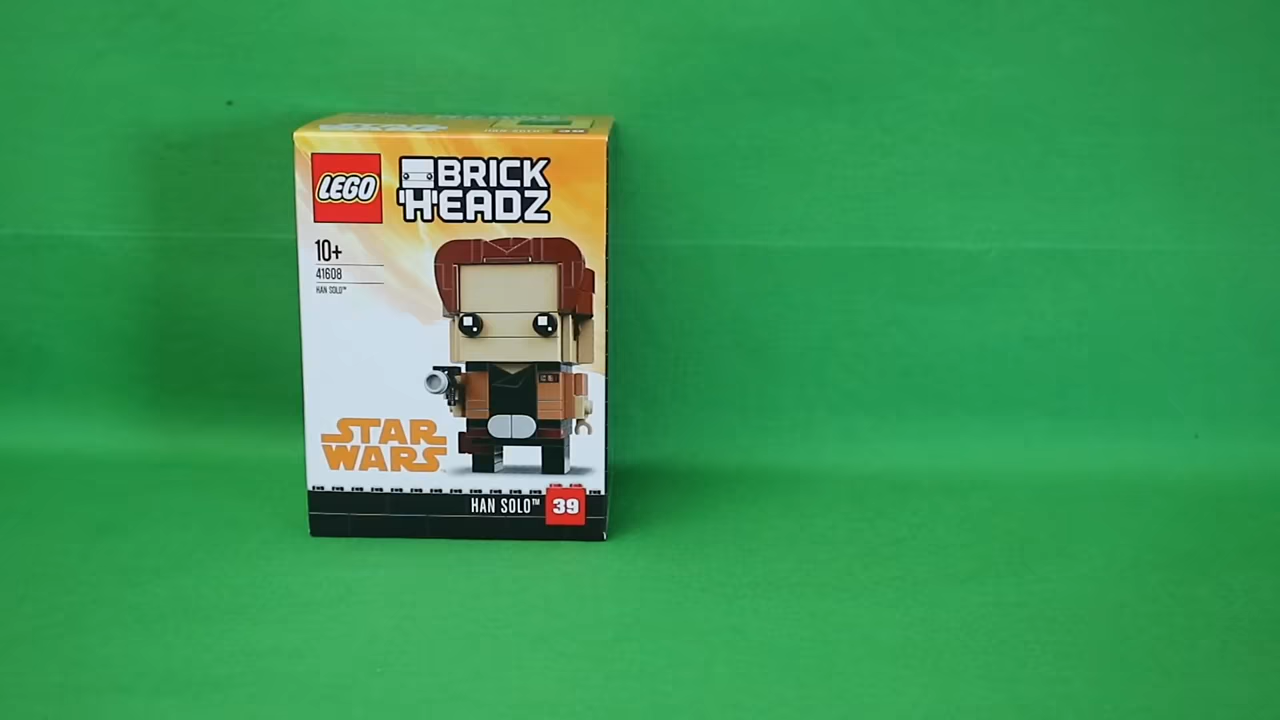 LEGO
BRICK
HEADZ
10+
41608
HAN SOLO™
STAR
WARS
HAN SOLO™ 39